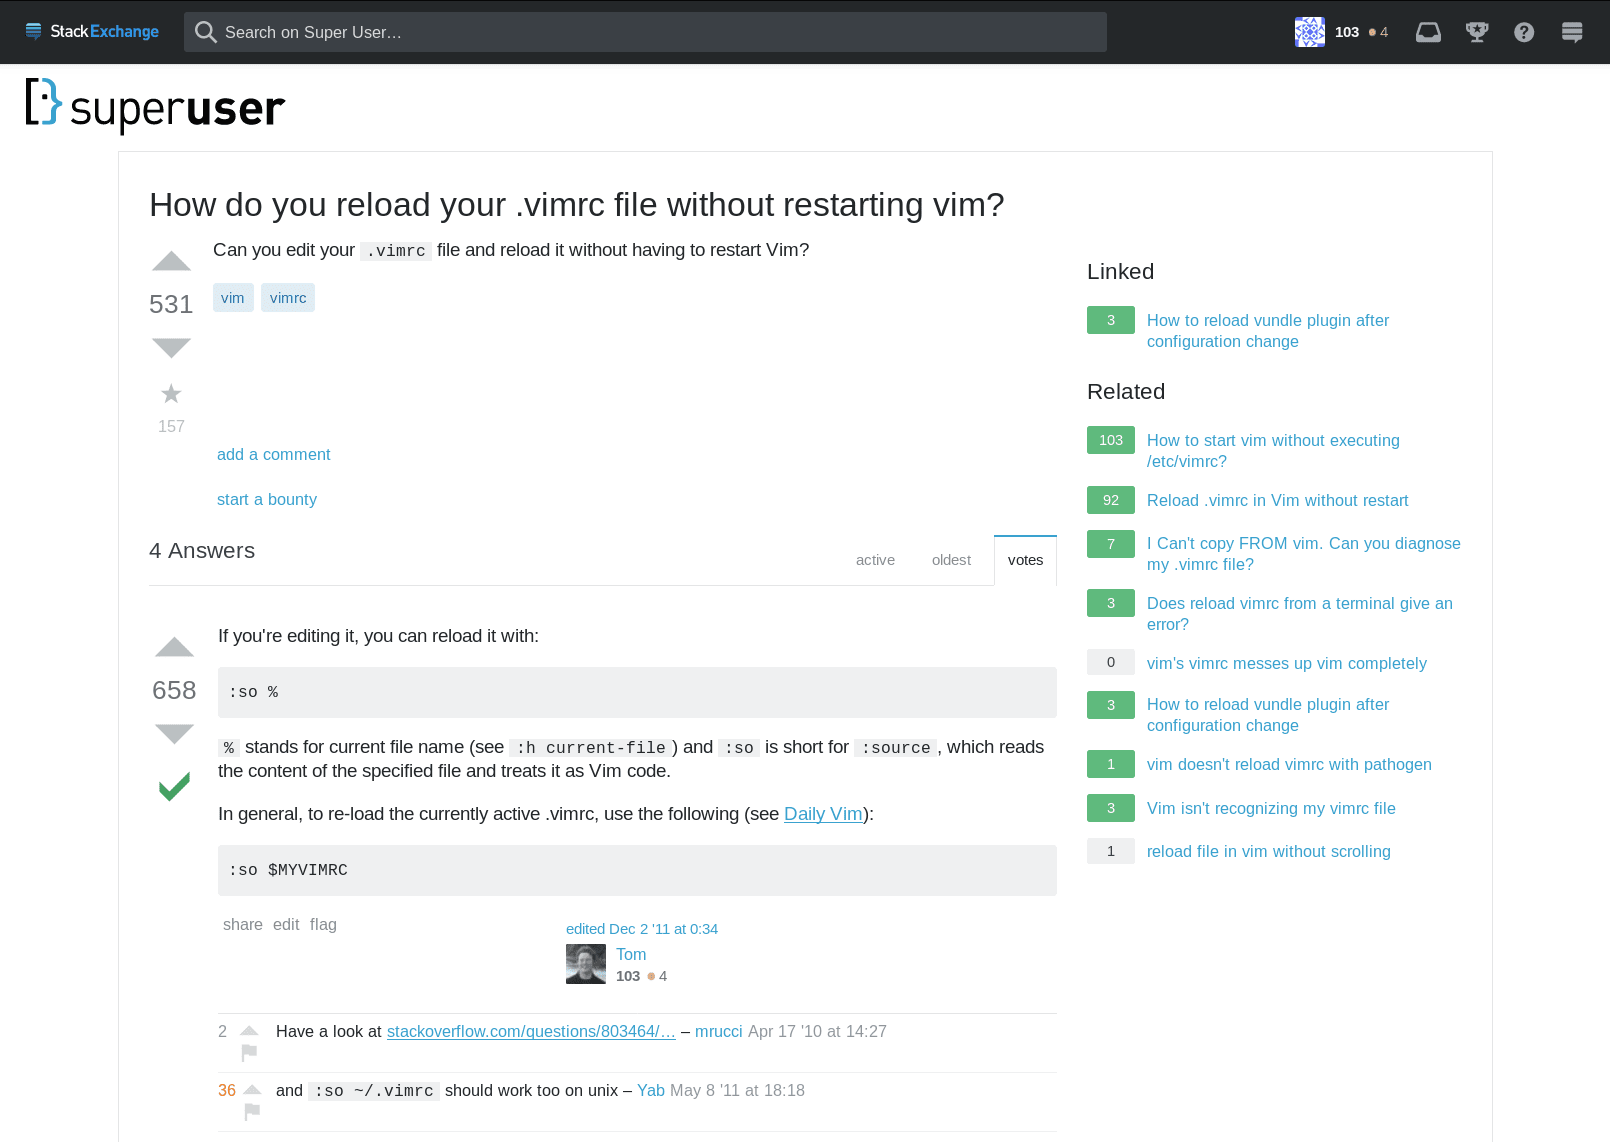 StackExchange
Search on Super User…
103 4
superuser
How do you reload your .vimrc file without restarting vim?
Can you edit your .vimrc file and reload it without having to restart Vim?
531
vim vimrc
157
add a comment
start a bounty
4 Answers
active oldest votes
If you're editing it, you can reload it with:
658
:so %
% stands for current file name (see :h current-file ) and :so is short for :source , which reads
the content of the specified file and treats it as Vim code.
In general, to re-load the currently active .vimrc, use the following (see Daily Vim):
:so $MYVIMRC
share edit flag
edited Dec 2 '11 at 0:34
Tom
103 4
2 Have a look at stackoverflow.com/questions/803464/… – mrucci Apr 17 '10 at 14:27
36 and :so ~/.vimrc should work too on unix – Yab May 8 '11 at 18:18
Linked
3 How to reload vundle plugin after
configuration change
Related
103 How to start vim without executing
/etc/vimrc?
92 Reload .vimrc in Vim without restart
7 I Can't copy FROM vim. Can you diagnose
my .vimrc file?
3 Does reload vimrc from a terminal give an
error?
0 vim's vimrc messes up vim completely
3 How to reload vundle plugin after
configuration change
1 vim doesn't reload vimrc with pathogen
3 Vim isn't recognizing my vimrc file
1 reload file in vim without scrolling